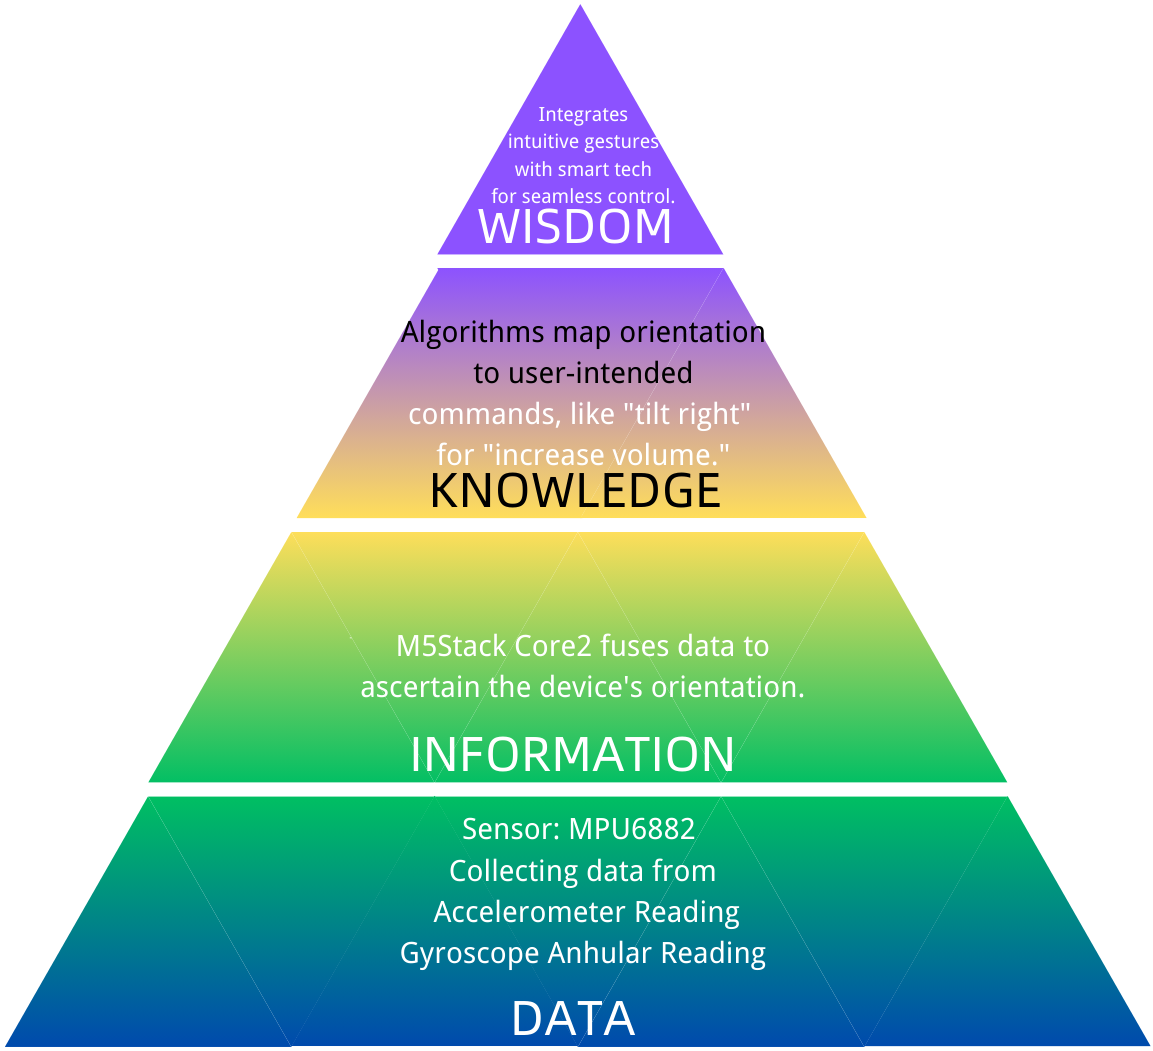 Integrates
intuitive gestures
with smart tech
for seamless control.
WISDOM
Algorithms map orientation
to user-intended
commands, like "tilt right"
for "increase volume."
KNOWLEDGE
M5Stack Core2 fuses data to
ascertain the device's orientation.
INFORMATION
Sensor: MPU6882
Collecting data from
Accelerometer Reading
Gyroscope Anhular Reading
DATA